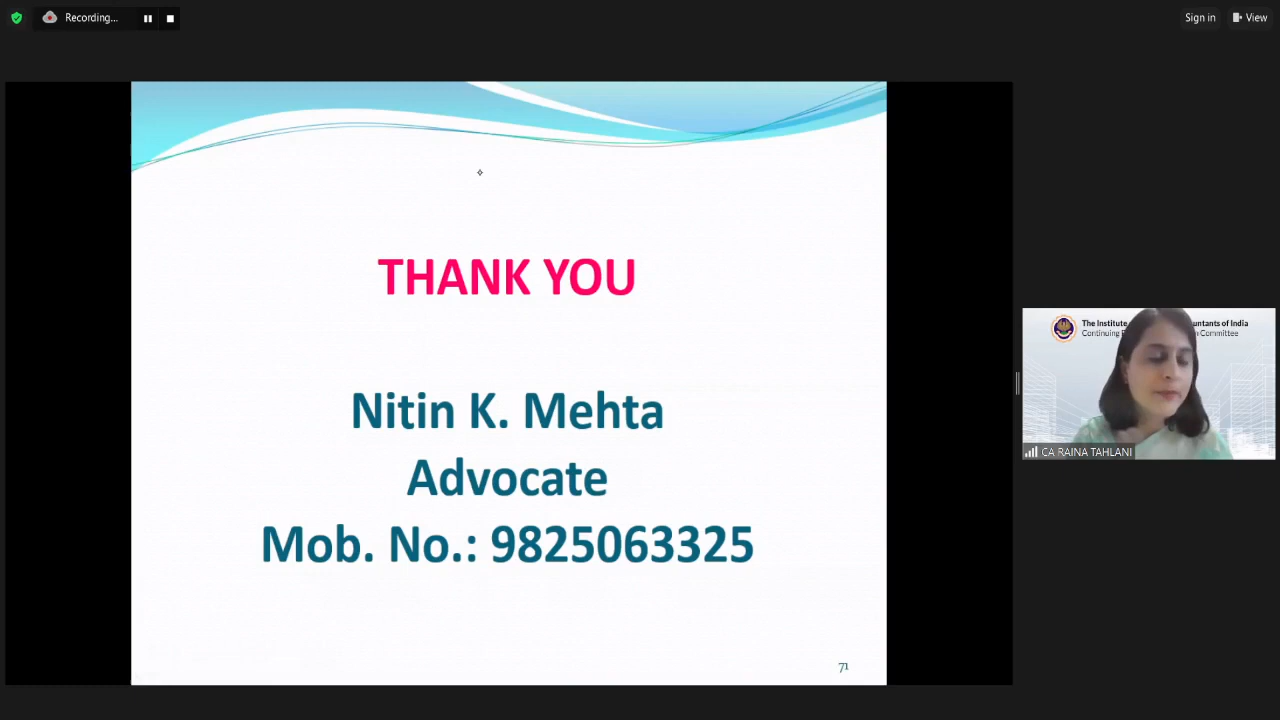 Recording...
Sign in
View
THANK YOU
Nitin K. Mehta
Advocate
Mob. No.: 9825063325
71
The Institute untants of India
Continuing Committee
CA RAINA TAHLANI